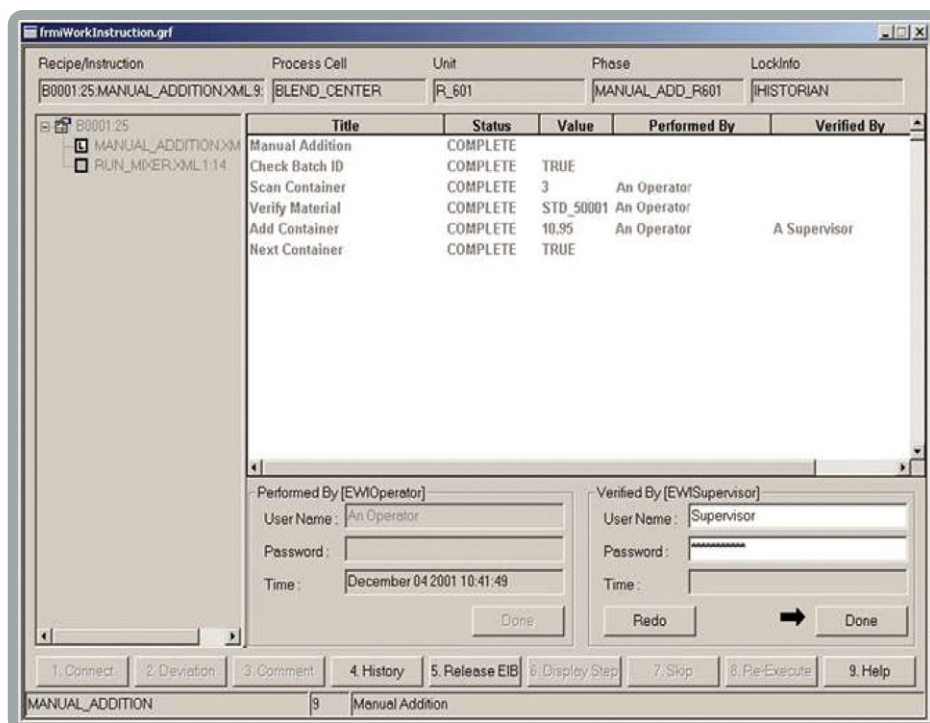 frmiWorkInstruction.grf
Recipe/Instruction Process Cell Unit Phase LockInfo
B0001:25:MANUAL_ADDITION.XML.9: BLEND_CENTER R_601 MANUAL_ADD_R601 IHISTORIAN
B0001:25
MANUAL_ADDITION.XM
RUN_MIXER.XML 1:14
Title Status Value Performed By Verified By
Manual Addition COMPLETE
Check Batch ID COMPLETE TRUE
Scan Container COMPLETE 3 An Operator
Verify Material COMPLETE STD_50001 An Operator
Add Container COMPLETE 10.95 An Operator A Supervisor
Next Container COMPLETE TRUE
Performed By [EWIOperator]
User Name : An Operator
Password :
Time : December 04 2001 10:41:49
Done
Verified By [EWISupervisor]
User Name : Supervisor
Password : ***********
Time :
Redo Done
1. Connect 2. Deviation 3. Comment 4. History 5. Release EIB 6. Display Step 7. Skip 8. Re-Execute 9. Help
MANUAL_ADDITION 9 Manual Addition